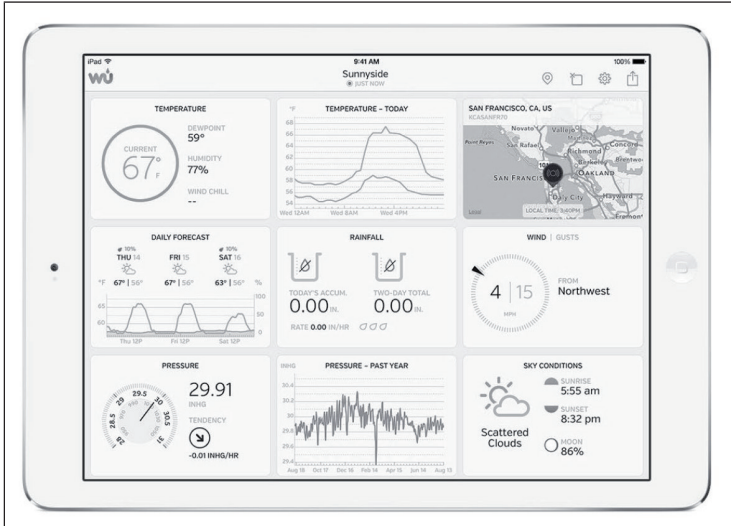 iPad
9:41 AM
100%
wu
Sunnyside
JUST NOW
TEMPERATURE
CURRENT
67°
F
DEWPOINT
59°
HUMIDITY
77%
WIND CHILL
--
TEMPERATURE – TODAY
°F
68
66
64
62
60
58
56
54
Wed 12AM Wed 8AM Wed 4PM
SAN FRANCISCO, CA, US
KCASANFR70
Novato
Vallejo
Point Reyes
San Rafael
Concord
Richmond
Berkeley
Brentwo
SAN FRANCIS
OAKLAND
Daly City
Hayward
LOCAL TIME: 3:40PM
Fremont
DAILY FORECAST
10% 10%
THU 14 FRI 15 SAT 16
67° | 56° 67° | 56° 63° | 56°
°F %
65
60
100
50
0
Thu 12P Fri 12P Sat 12P
RAINFALL
TODAY'S ACCUM.
0.00 IN.
TWO-DAY TOTAL
0.00 IN.
RATE 0.00 IN/HR
WIND | GUSTS
4 | 15
MPH
FROM
Northwest
PRESSURE
28
28.5
29
29.5
30
30.5
31
29.91
INHG
TENDENCY
-0.01 INHG/HR
INHG
PRESSURE – PAST YEAR
30.4
30
29.8
29.6
29.4
Aug 18 Oct 17 Dec 16 Feb 14 Apr 15 Jun 14 Aug 13
SKY CONDITIONS
Scattered
Clouds
SUNRISE
5:55 am
SUNSET
8:32 pm
MOON
86%